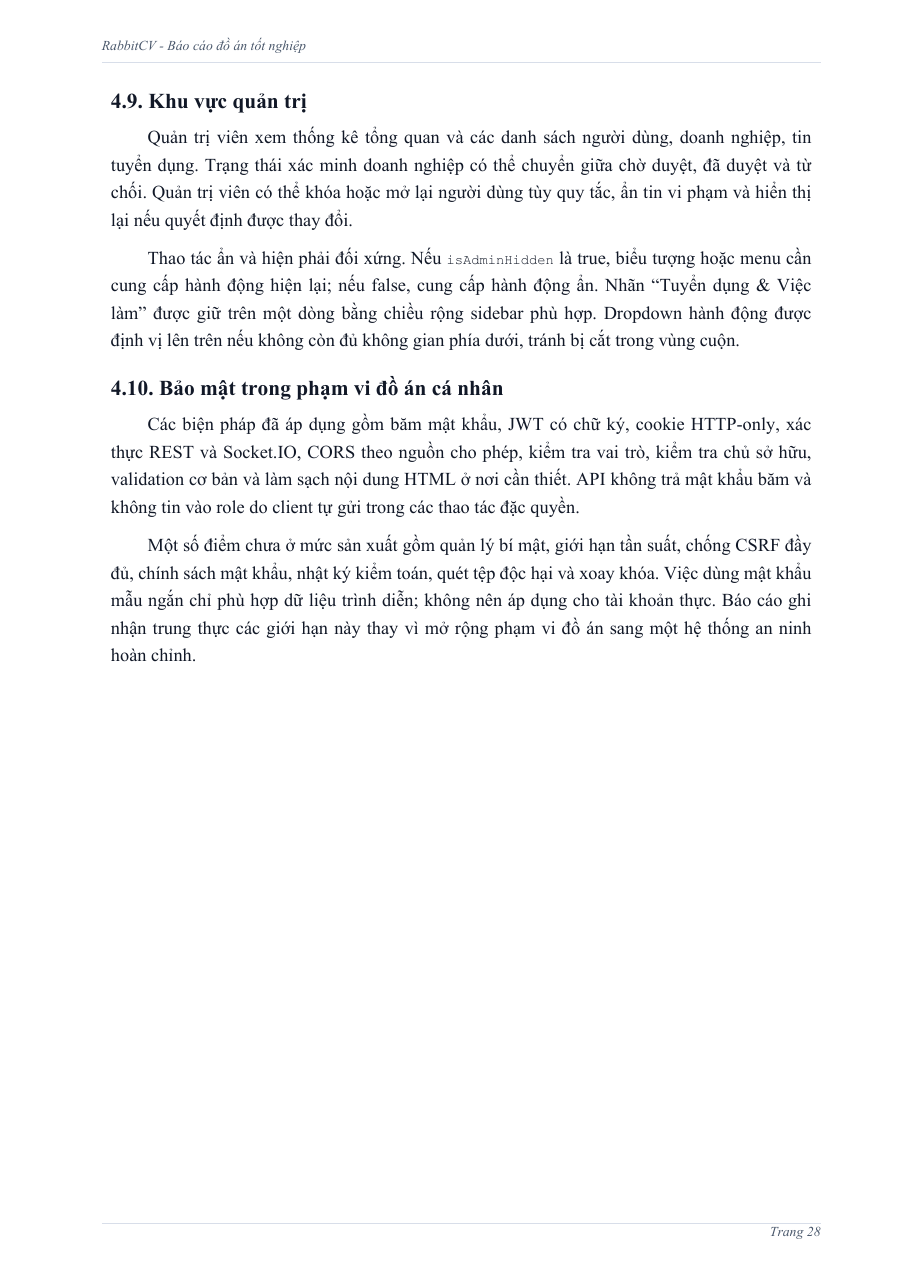 RabbitCV - Báo cáo đồ án tốt nghiệp
4.9. Khu vực quản trị
Quản trị viên xem thống kê tổng quan và các danh sách người dùng, doanh nghiệp, tin
tuyển dụng. Trạng thái xác minh doanh nghiệp có thể chuyển giữa chờ duyệt, đã duyệt và từ
chối. Quản trị viên có thể khóa hoặc mở lại người dùng tùy quy tắc, ẩn tin vi phạm và hiển thị
lại nếu quyết định được thay đổi.
Thao tác ẩn và hiện phải đối xứng. Nếu isAdminHidden là true, biểu tượng hoặc menu cần
cung cấp hành động hiện lại; nếu false, cung cấp hành động ẩn. Nhãn “Tuyển dụng & Việc
làm” được giữ trên một dòng bằng chiều rộng sidebar phù hợp. Dropdown hành động được
định vị lên trên nếu không còn đủ không gian phía dưới, tránh bị cắt trong vùng cuộn.
4.10. Bảo mật trong phạm vi đồ án cá nhân
Các biện pháp đã áp dụng gồm băm mật khẩu, JWT có chữ ký, cookie HTTP-only, xác
thực REST và Socket.IO, CORS theo nguồn cho phép, kiểm tra vai trò, kiểm tra chủ sở hữu,
validation cơ bản và làm sạch nội dung HTML ở nơi cần thiết. API không trả mật khẩu băm và
không tin vào role do client tự gửi trong các thao tác đặc quyền.
Một số điểm chưa ở mức sản xuất gồm quản lý bí mật, giới hạn tần suất, chống CSRF đầy
đủ, chính sách mật khẩu, nhật ký kiểm toán, quét tệp độc hại và xoay khóa. Việc dùng mật khẩu
mẫu ngắn chỉ phù hợp dữ liệu trình diễn; không nên áp dụng cho tài khoản thực. Báo cáo ghi
nhận trung thực các giới hạn này thay vì mở rộng phạm vi đồ án sang một hệ thống an ninh
hoàn chỉnh.
Trang 28